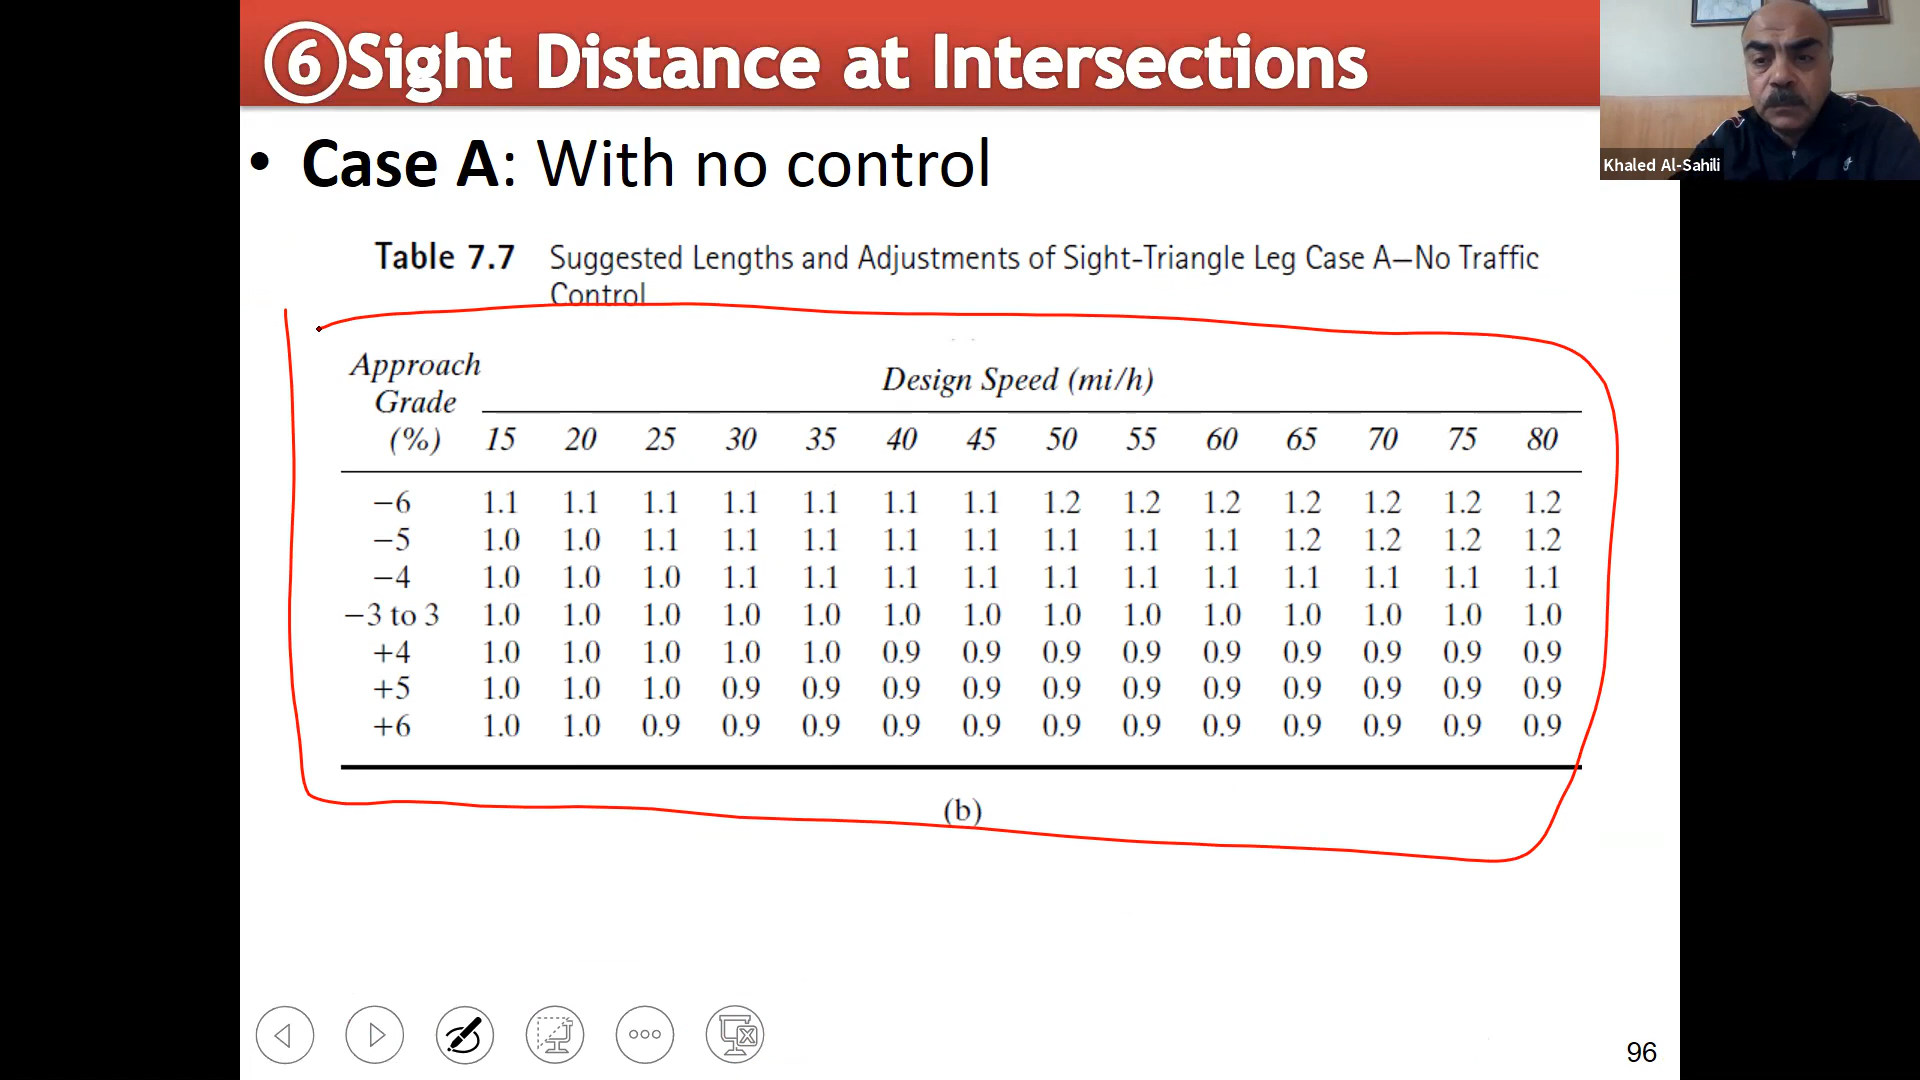 ⑥Sight Distance at Intersections
• Case A: With no control
Table 7.7 Suggested Lengths and Adjustments of Sight-Triangle Leg Case A—No Traffic
Control
Approach
Grade
(%)
Design Speed (mi/h)
15 20 25 30 35 40 45 50 55 60 65 70 75 80
−6 1.1 1.1 1.1 1.1 1.1 1.1 1.1 1.2 1.2 1.2 1.2 1.2 1.2 1.2
−5 1.0 1.0 1.1 1.1 1.1 1.1 1.1 1.1 1.1 1.1 1.2 1.2 1.2 1.2
−4 1.0 1.0 1.0 1.1 1.1 1.1 1.1 1.1 1.1 1.1 1.1 1.1 1.1 1.1
−3 to 3 1.0 1.0 1.0 1.0 1.0 1.0 1.0 1.0 1.0 1.0 1.0 1.0 1.0 1.0
+4 1.0 1.0 1.0 1.0 1.0 0.9 0.9 0.9 0.9 0.9 0.9 0.9 0.9 0.9
+5 1.0 1.0 1.0 0.9 0.9 0.9 0.9 0.9 0.9 0.9 0.9 0.9 0.9 0.9
+6 1.0 1.0 0.9 0.9 0.9 0.9 0.9 0.9 0.9 0.9 0.9 0.9 0.9 0.9
(b)
96
Khaled Al-Sahili